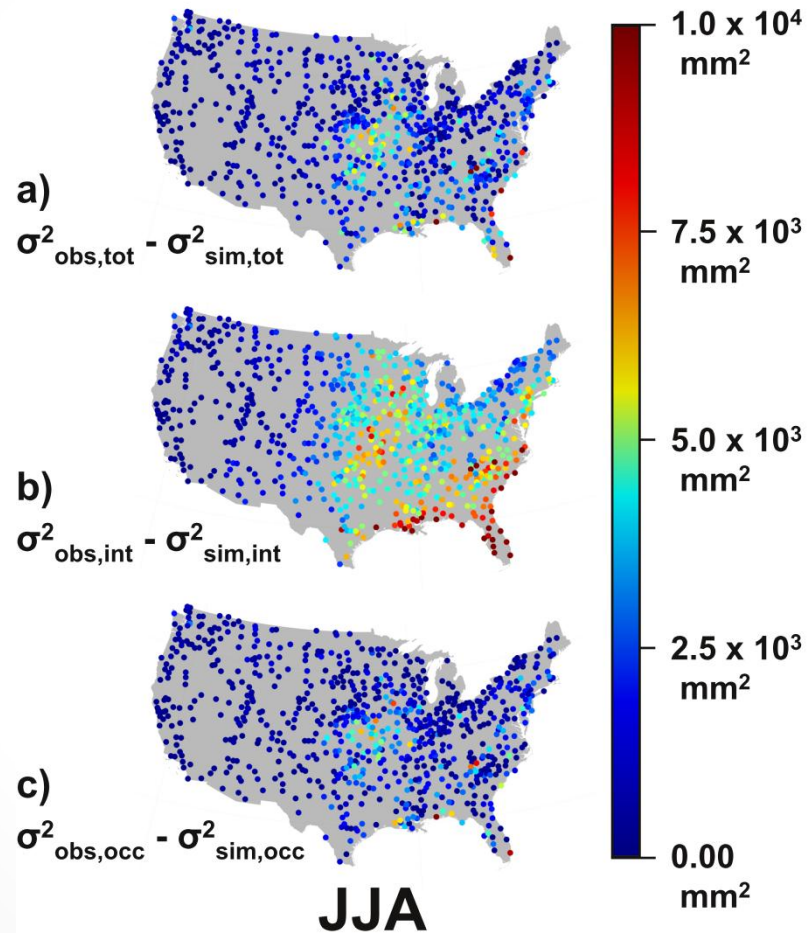 a)
σ²obs,tot - σ²sim,tot
b)
σ²obs,int - σ²sim,int
c)
σ²obs,occ - σ²sim,occ
JJA
1.0 x 10⁴
mm²
7.5 x 10³
mm²
5.0 x 10³
mm²
2.5 x 10³
mm²
0.00
mm²